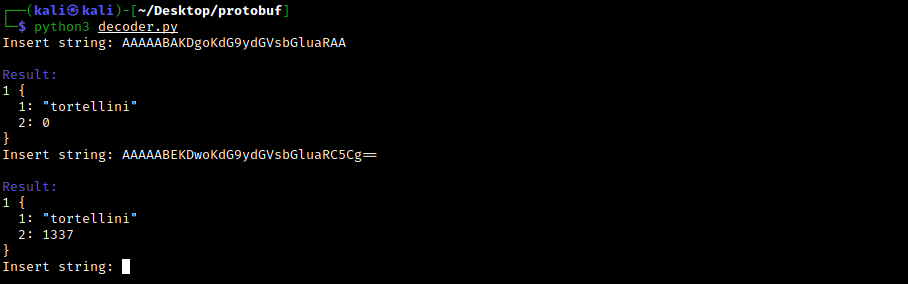 ┌──(kali㉿kali)-[~/Desktop/protobuf]
└─$ python3 decoder.py
Insert string: AAAAABAKDgoKdG9ydGVsbGluaRAA
Result:
1 {
  1: "tortellini"
  2: 0
}
Insert string: AAAAABEKDwoKdG9ydGVsbGluaRC5Cg==
Result:
1 {
  1: "tortellini"
  2: 1337
}
Insert string: